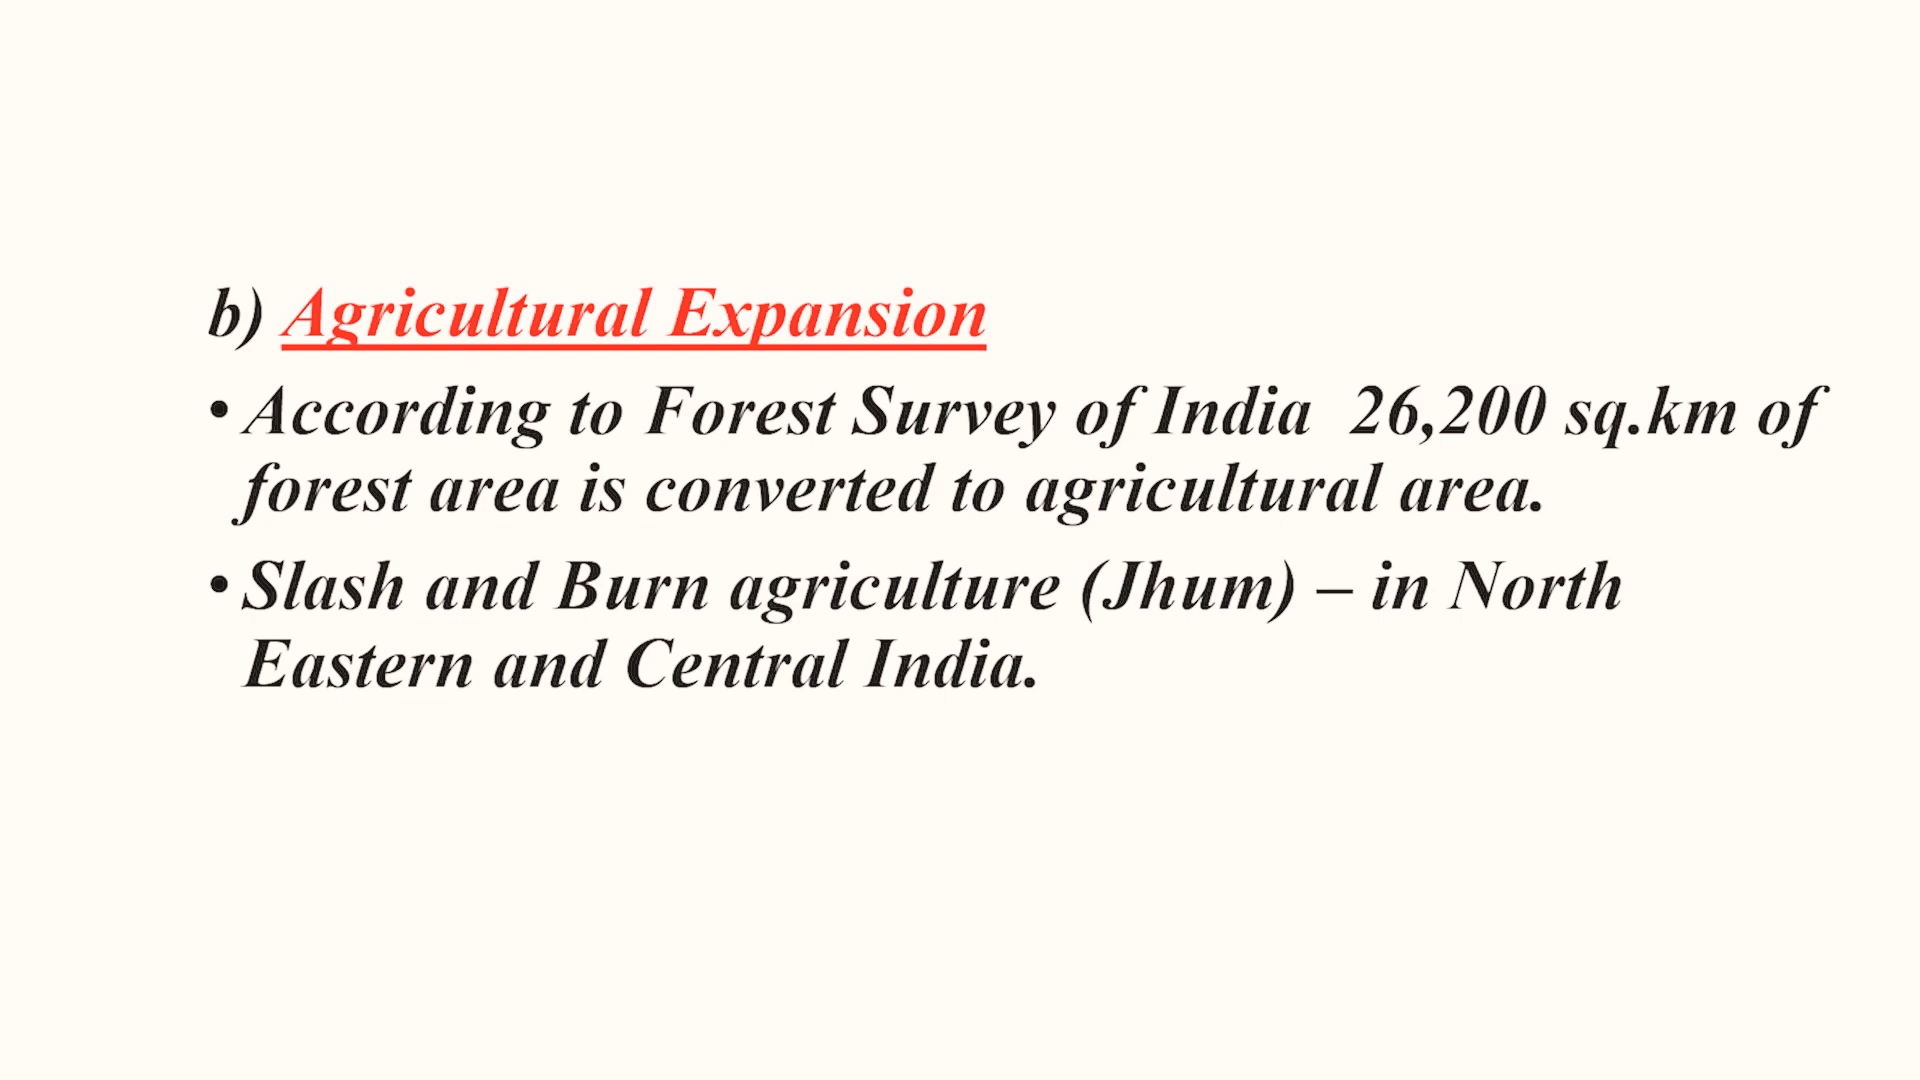 b) Agricultural Expansion
• According to Forest Survey of India  26,200 sq.km of
forest area is converted to agricultural area.
• Slash and Burn agriculture (Jhum) – in North
Eastern and Central India.